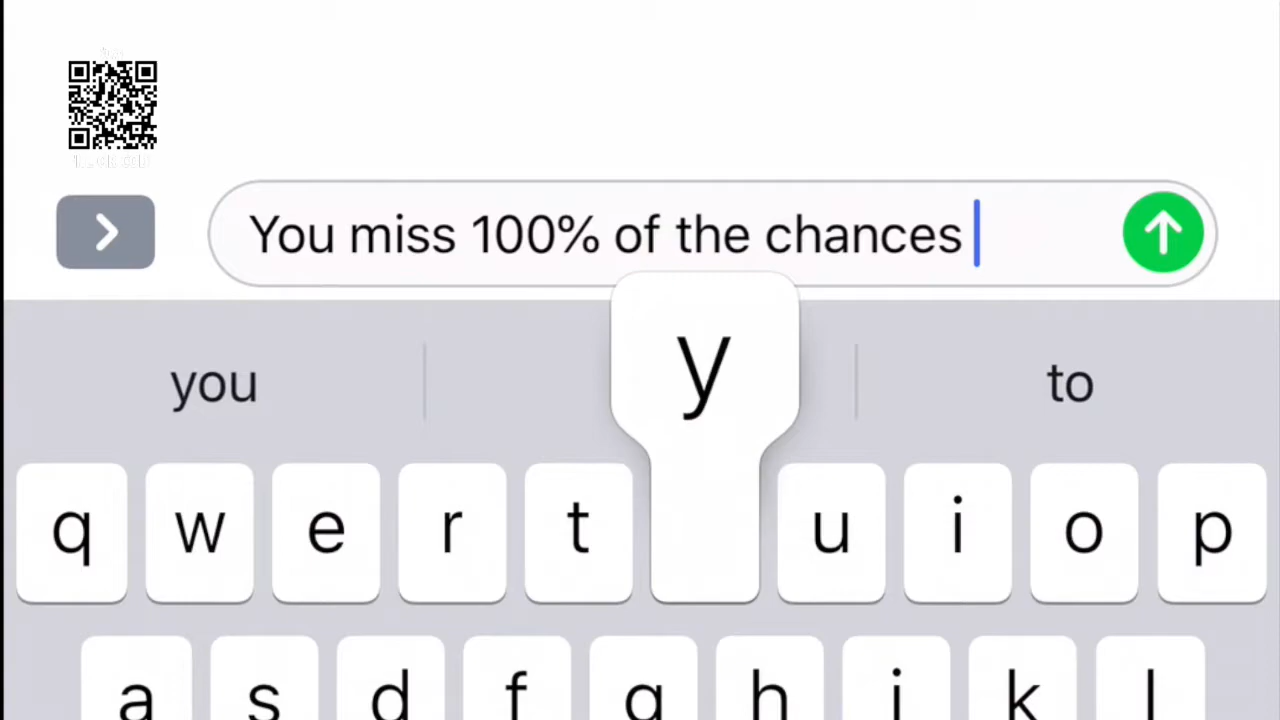 You miss 100% of the chances
y
you to
q w e r t u i o p
a s d f g h j k l